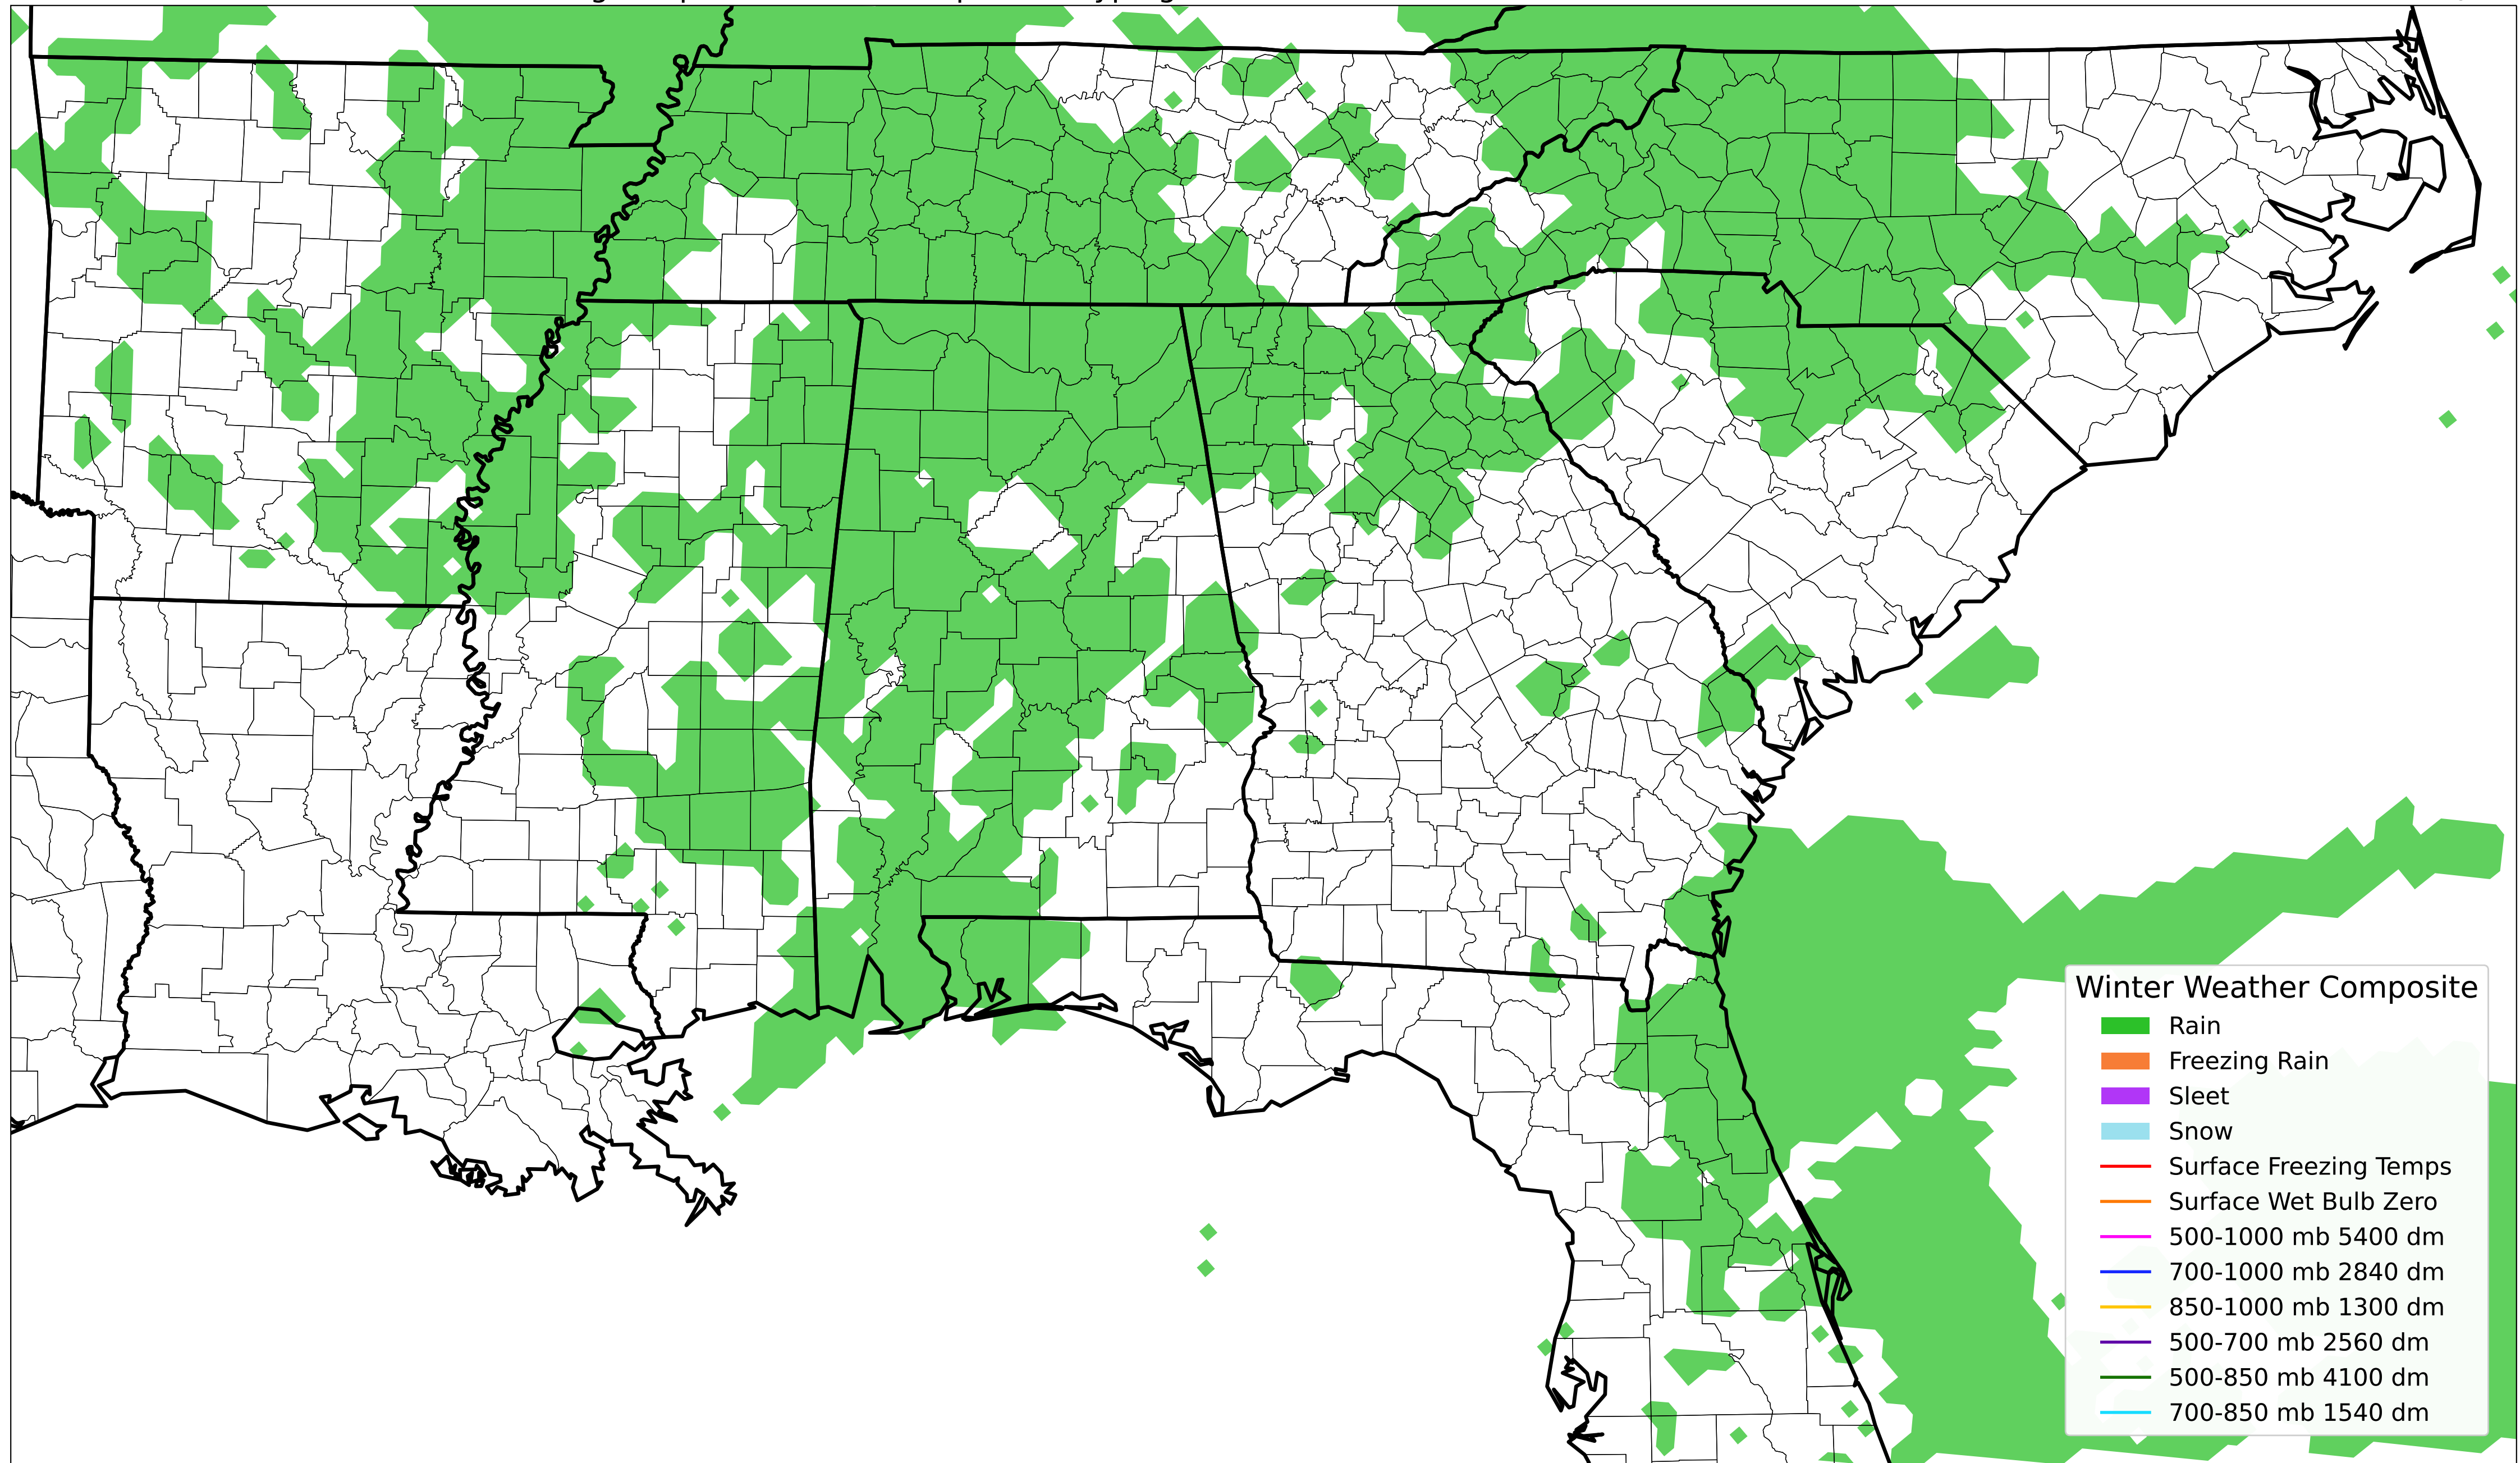 Winter Weather Composite
Rain
Freezing Rain
Sleet
Snow
Surface Freezing Temps
Surface Wet Bulb Zero
500-1000 mb 5400 dm
700-1000 mb 2840 dm
850-1000 mb 1300 dm
500-700 mb 2560 dm
500-850 mb 4100 dm
700-850 mb 1540 dm